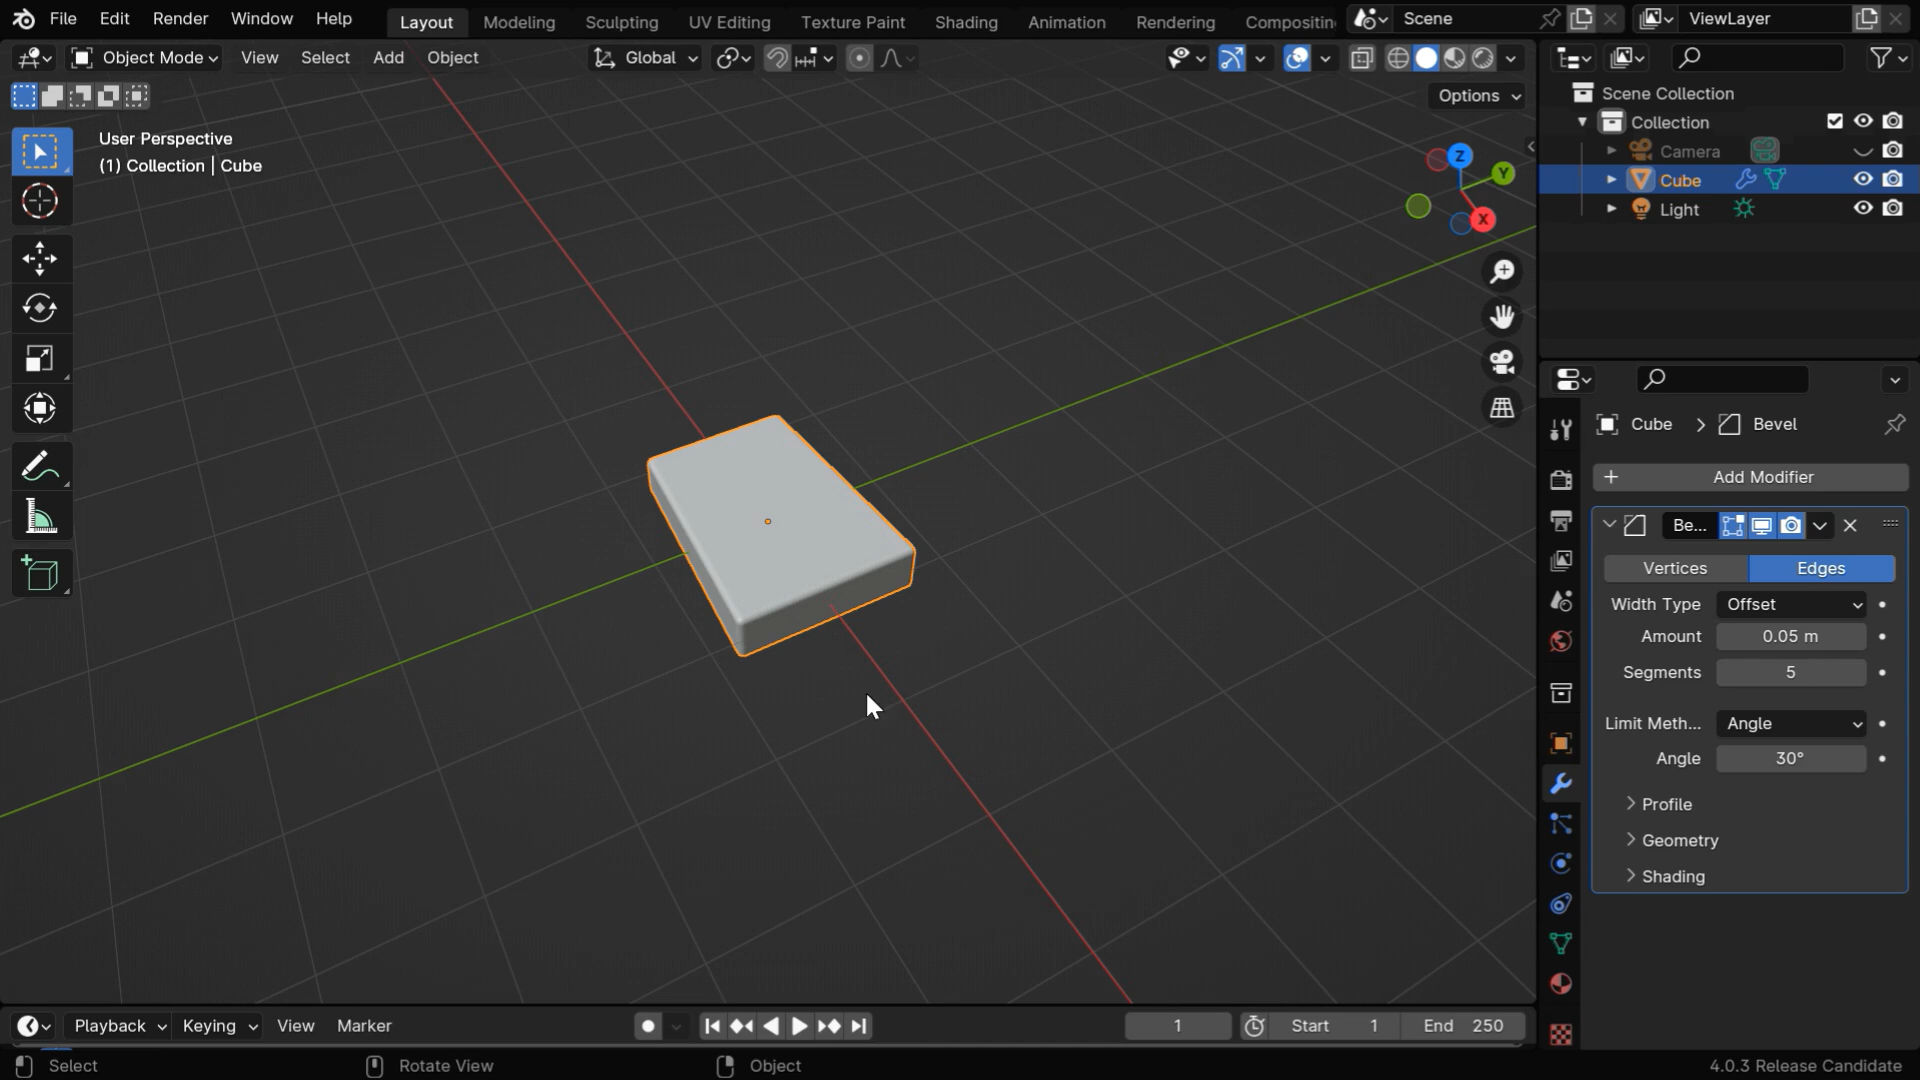 File Edit Render Window Help Layout Modeling Sculpting UV Editing Texture Paint Shading Animation Rendering Compositin Scene ViewLayer
Object Mode View Select Add Object Global
Options
User Perspective
(1) Collection | Cube
Z
Y
X
Scene Collection
Collection
Camera
Cube
Light
Cube Bevel
Add Modifier
Be...
Vertices Edges
Width Type Offset
Amount 0.05 m
Segments 5
Limit Meth... Angle
Angle 30°
Profile
Geometry
Shading
Playback Keying View Marker 1 Start 1 End 250
Select Rotate View Object 4.0.3 Release Candidate